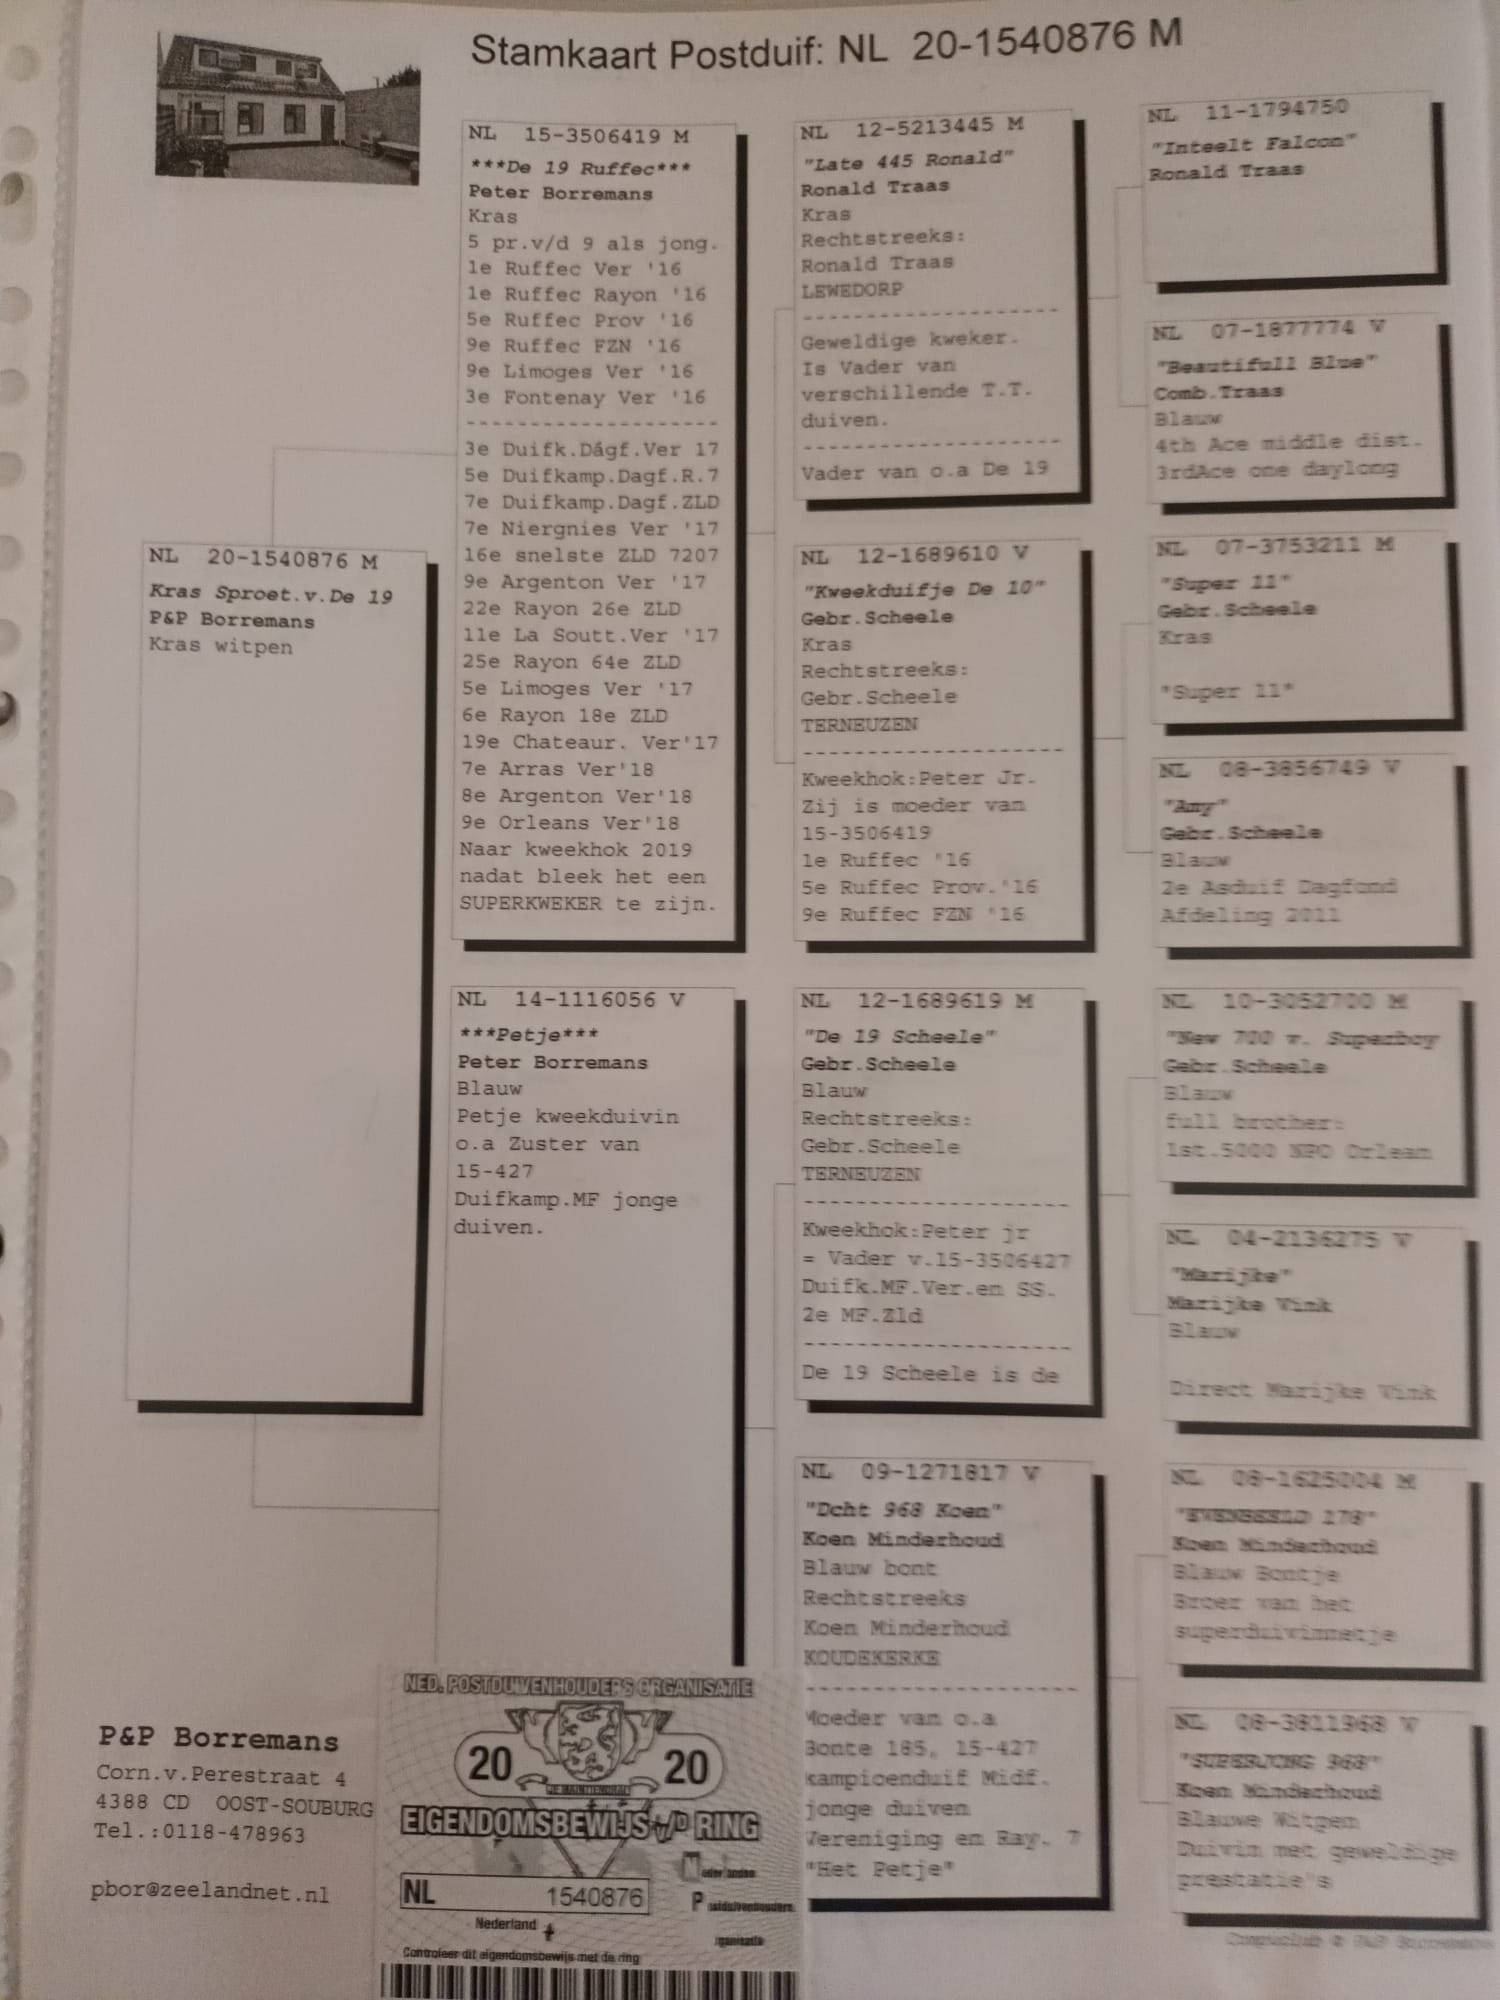 Stamkaart Postduif: NL 20-1540876 M
NL 20-1540876 M
Kras Sproet.v.De 19
P&P Borremans
Kras witpen
NL 15-3506419 M
***De 19 Ruffec***
Peter Borremans
Kras
5 pr.v/d 9 als jong.
1e Ruffec Ver '16
1e Ruffec Rayon '16
5e Ruffec Prov '16
9e Ruffec FZN '16
9e Limoges Ver '16
3e Fontenay Ver '16
--------------------
3e Duifk.Dágf.Ver 17
5e Duifkamp.Dagf.R.7
7e Duifkamp.Dagf.ZLD
7e Niergnies Ver '17
16e snelste ZLD 7207
9e Argenton Ver '17
22e Rayon 26e ZLD
11e La Soutt.Ver '17
25e Rayon 64e ZLD
5e Limoges Ver '17
6e Rayon 18e ZLD
19e Chateaur. Ver'17
7e Arras Ver'18
8e Argenton Ver'18
9e Orleans Ver'18
Naar kweekhok 2019
nadat bleek het een
SUPERKWEKER te zijn.
NL 14-1116056 V
***Petje***
Peter Borremans
Blauw
Petje kweekduivin
o.a Zuster van
15-427
Duifkamp.MF jonge
duiven.
NL 12-5213445 M
"Late 445 Ronald"
Ronald Traas
Kras
Rechtstreeks:
Ronald Traas
LEWEDORP
--------------------
Geweldige kweker.
Is Vader van
verschillende T.T.
duiven.
--------------------
Vader van o.a De 19
NL 12-1689610 V
"Kweekduifje De 10"
Gebr.Scheele
Kras
Rechtstreeks:
Gebr.Scheele
TERNEUZEN
--------------------
Kweekhok:Peter Jr.
Zij is moeder van
15-3506419
1e Ruffec '16
5e Ruffec Prov.'16
9e Ruffec FZN '16
NL 12-1689619 M
"De 19 Scheele"
Gebr.Scheele
Blauw
Rechtstreeks:
Gebr.Scheele
TERNEUZEN
--------------------
Kweekhok:Peter jr
= Vader v.15-3506427
Duifk.MF.Ver.en SS.
2e MF.Zld
--------------------
De 19 Scheele is de
NL 09-1271817 V
"Dcht 968 Koen"
Koen Minderhoud
Blauw bont
Rechtstreeks
Koen Minderhoud
KOUDEKERKE
--------------------
Moeder van o.a
Bonte 185, 15-427
kampioenduif Midf.
jonge duiven
Vereniging en Ray. 7
"Het Petje"
NL 11-1794750
"Inteelt Falcon"
Ronald Traas
NL 07-1877774 V
"Beautifull Blue"
Comb.Traas
Blauw
4th Ace middle dist.
3rdAce one daylong
NL 07-3753211 M
"Super 11"
Gebr.Scheele
Kras
"Super 11"
NL 08-3856749 V
"Amy"
Gebr.Scheele
Blauw
2e Asduif Dagfond
Afdeling 2011
NL 10-3052700 M
"New 700 v. Superboy
Gebr.Scheele
Blauw
full brother:
1st.5000 NPO Orlean
NL 04-2136275 V
"Marijke"
Marijke Vink
Blauw
Direct Marijke Vink
NL 08-1625004 M
"EVENBEELD 178"
Koen Minderhoud
Blauw Bontje
Broer van het
superduivinnetje
NL 08-3811968 V
"SUPERJONG 968"
Koen Minderhoud
Blauwe Witpen
Duivin met geweldige
prestatie's
Compuclub © P&P Borremans
P&P Borremans
Corn.v.Perestraat 4
4388 CD OOST-SOUBURG
Tel.:0118-478963
pbor@zeelandnet.nl
NED. POSTDUIVENHOUDERS ORGANISATIE
20 20
EIGENDOMSBEWIJS v/D RING
NL 1540876
Nederland
Nederlandse
Postduivenhouders
Organisatie
Controleer dit eigendomsbewijs met de ring